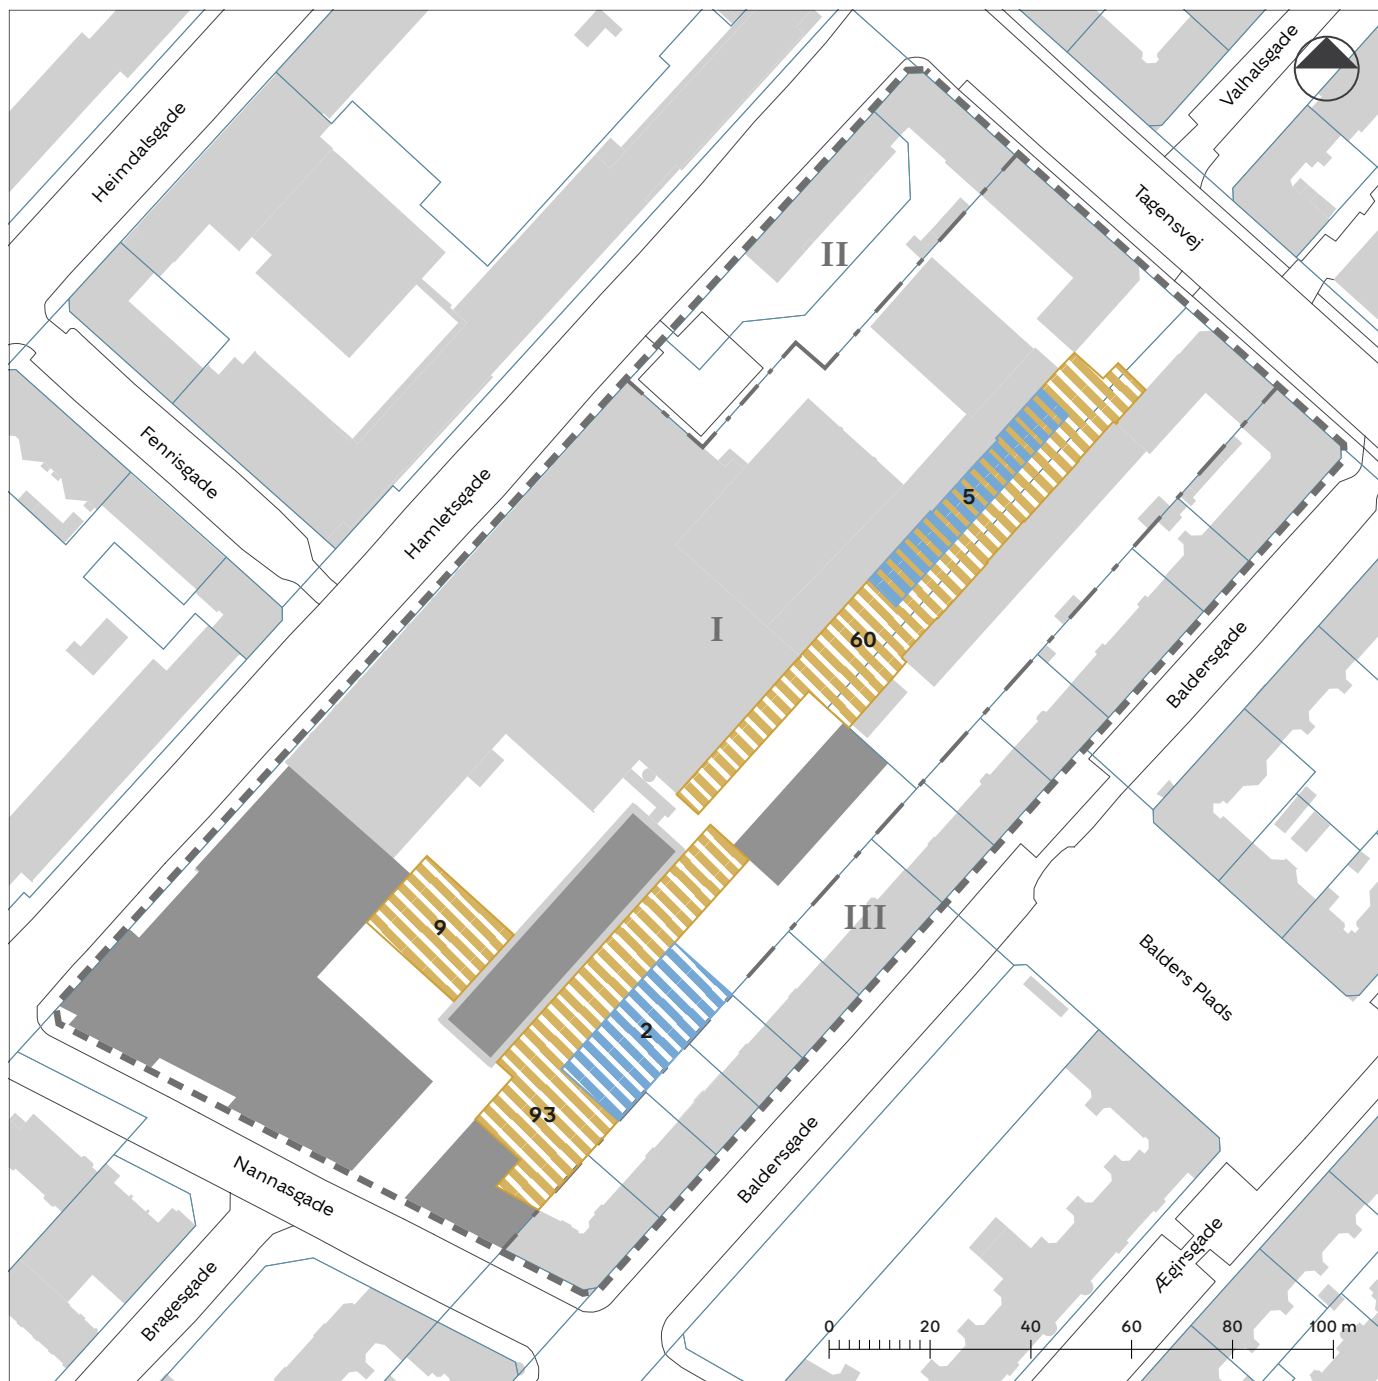 Valhalsgade
Heimdalsgade
Tagensvej
II
Fenrisgade
Hamletsgade
5
I
60
Baldersgade
III
9
Balders Plads
2
93
Nannasgade
Baldersgade
Ægirsgade
Bragesgade
0 20 40 60 80 100 m